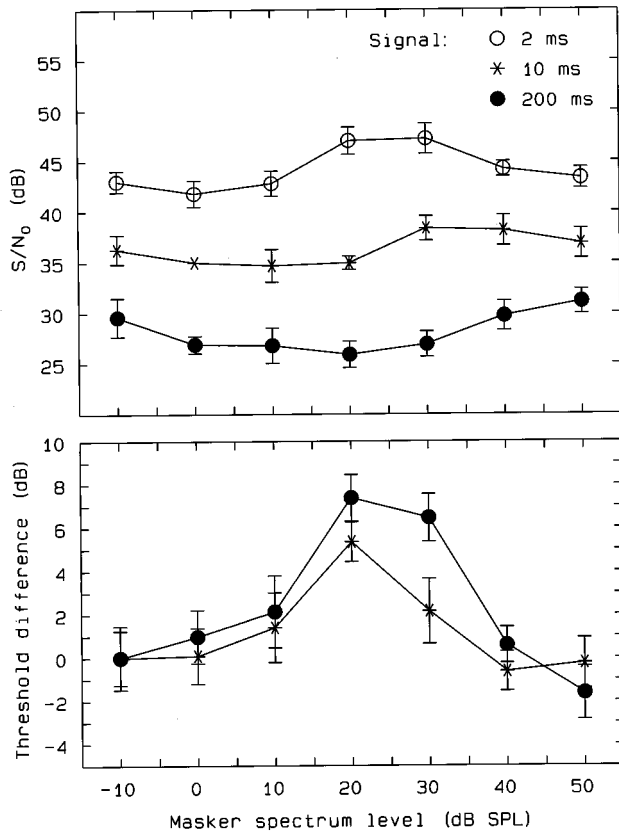 Signal:
2 ms
10 ms
200 ms
55
50
45
40
35
30
25
S/N₀ (dB)
10
8
6
4
2
0
-2
-4
Threshold difference (dB)
-10 0 10 20 30 40 50
Masker spectrum level (dB SPL)